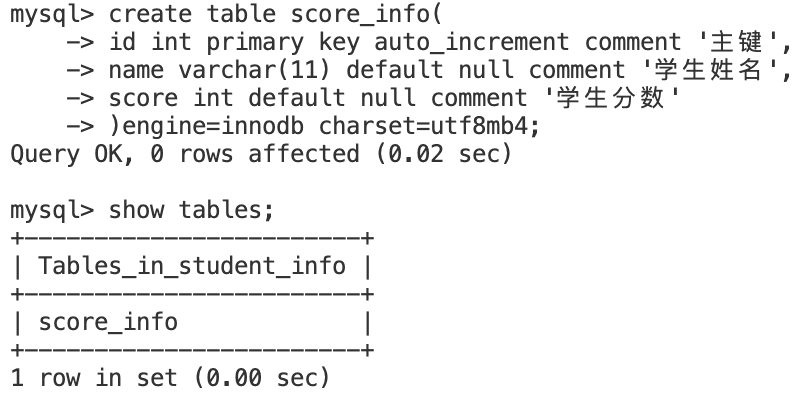 mysql> create table score_info(
    -> id int primary key auto_increment comment '主键',
    -> name varchar(11) default null comment '学生姓名',
    -> score int default null comment '学生分数'
    -> )engine=innodb charset=utf8mb4;
Query OK, 0 rows affected (0.02 sec)

mysql> show tables;
+------------------------+
| Tables_in_student_info |
+------------------------+
| score_info             |
+------------------------+
1 row in set (0.00 sec)